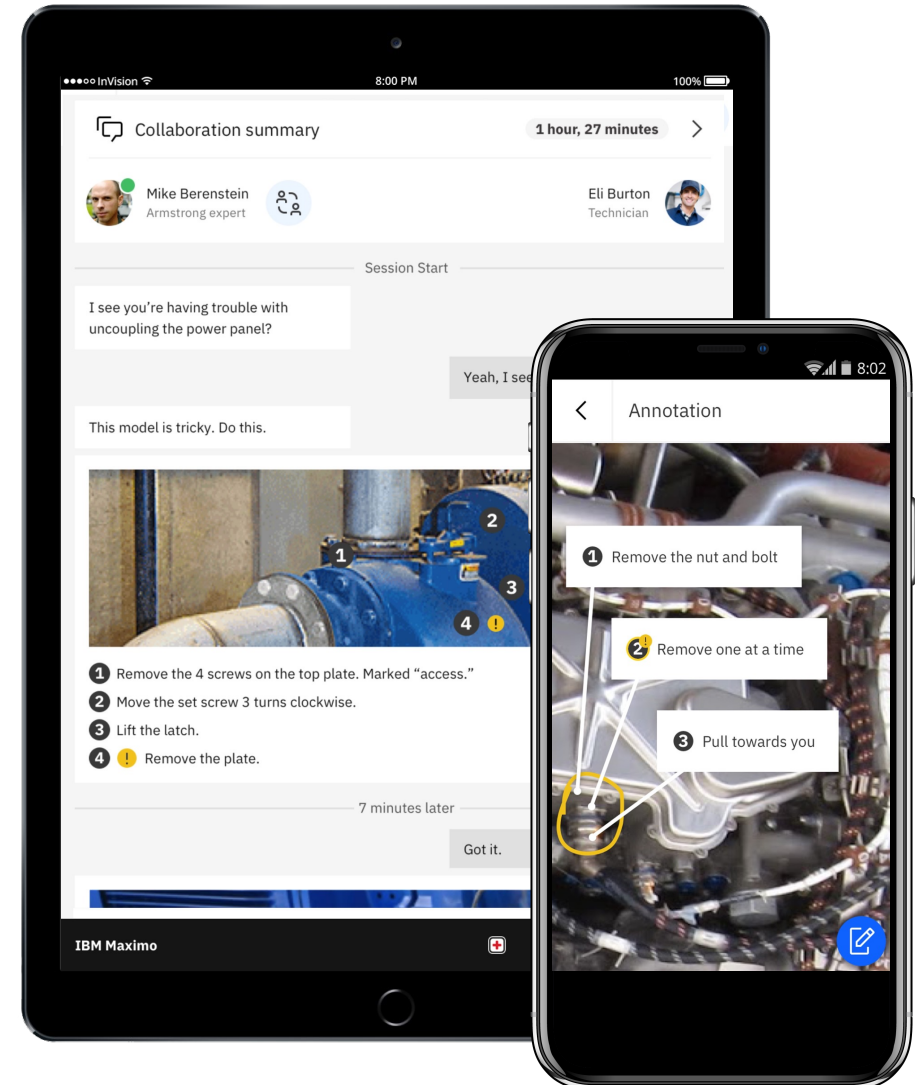 InVision
8:00 PM
100%
Collaboration summary
1 hour, 27 minutes
Mike Berenstein
Armstrong expert
Eli Burton
Technician
Session Start
I see you’re having trouble with
uncoupling the power panel?
Yeah, I see
This model is tricky. Do this.
1
2
3
4 !
1 Remove the 4 screws on the top plate. Marked “access.”
2 Move the set screw 3 turns clockwise.
3 Lift the latch.
4 ! Remove the plate.
7 minutes later
Got it.
IBM Maximo
8:02
Annotation
1 Remove the nut and bolt
2 ! Remove one at a time
3 Pull towards you